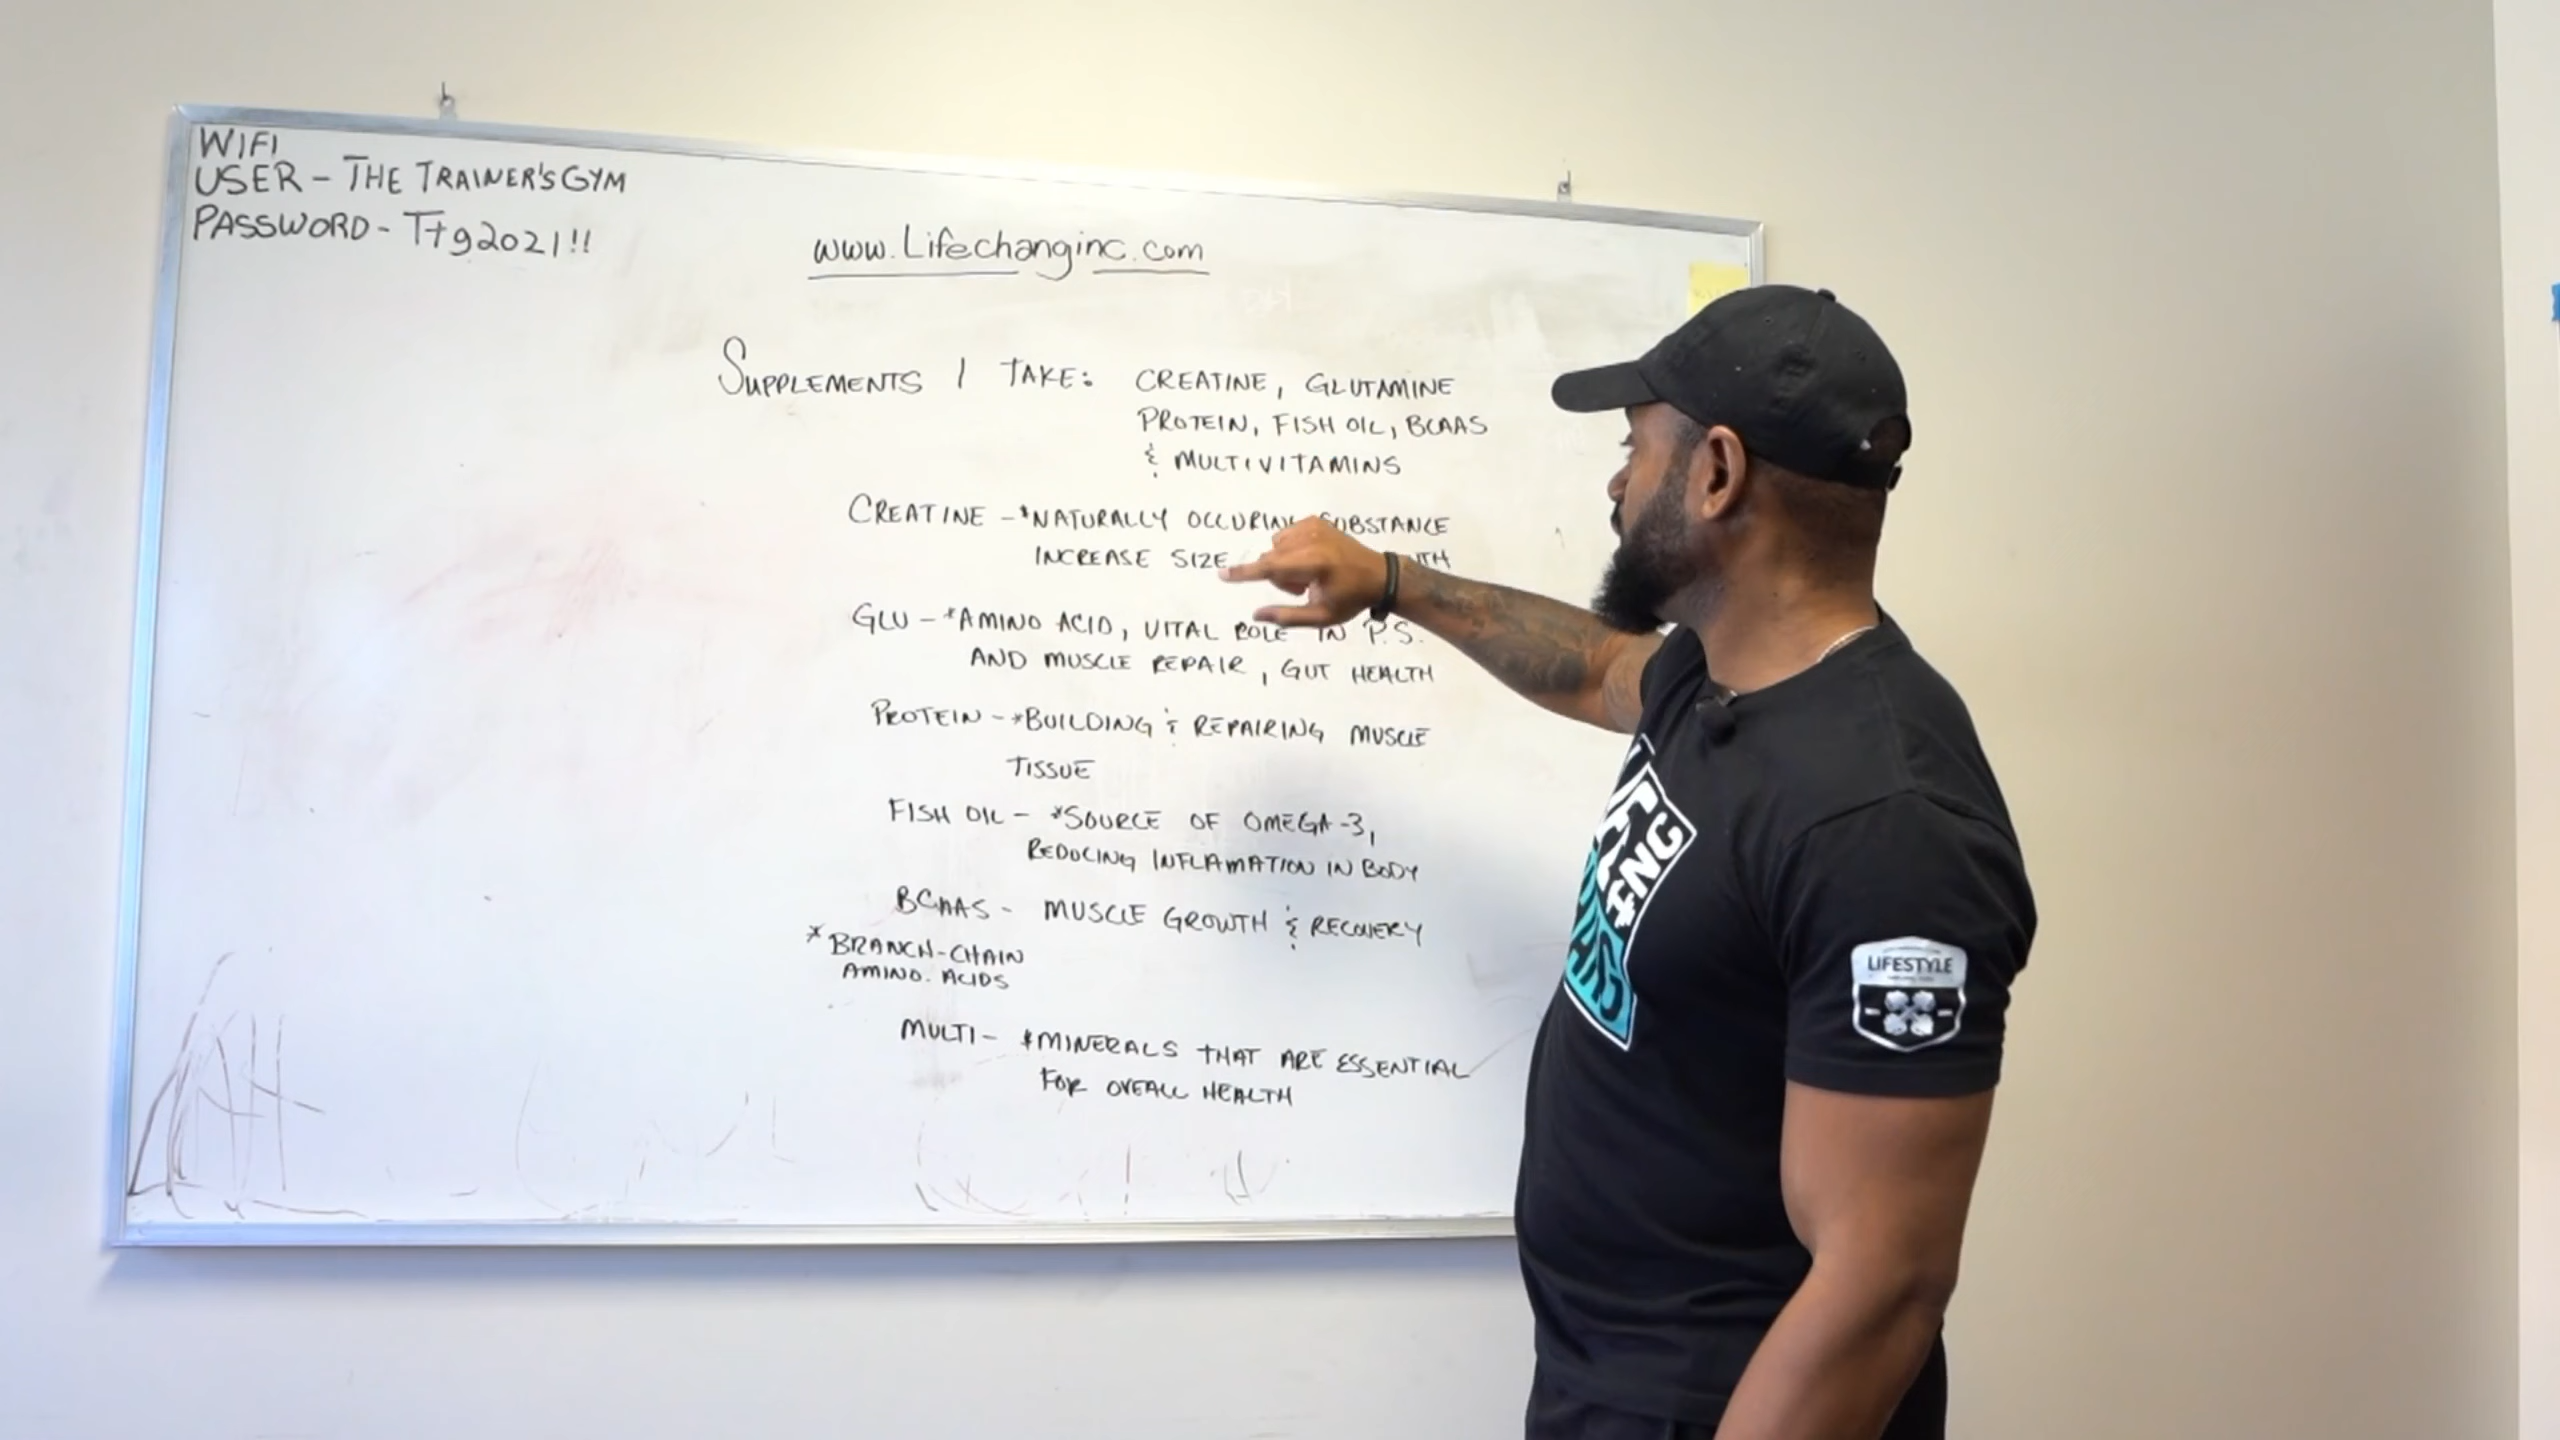 WIFI
USER - THE TRAINER'S GYM
PASSWORD - Ttg2021!!
www.Lifechanginc.com
SUPPLEMENTS I TAKE: CREATINE, GLUTAMINE
PROTEIN, FISH OIL, BCAAS
& MULTIVITAMINS
CREATINE - *NATURALLY OCCURING SUBSTANCE
INCREASE SIZE
GLU - *AMINO ACID, VITAL ROLE IN P.S.
AND MUSCLE REPAIR, GUT HEALTH
PROTEIN - *BUILDING & REPAIRING MUSCLE
TISSUE
FISH OIL - *SOURCE OF OMEGA-3,
REDUCING INFLAMATION IN BODY
BCAAS - MUSCLE GROWTH & RECOVERY
*BRANCH-CHAIN
AMINO. ACIDS
MULTI - *MINERALS THAT ARE ESSENTIAL
FOR OVEALL HEALTH
INC
LIFESTYLE